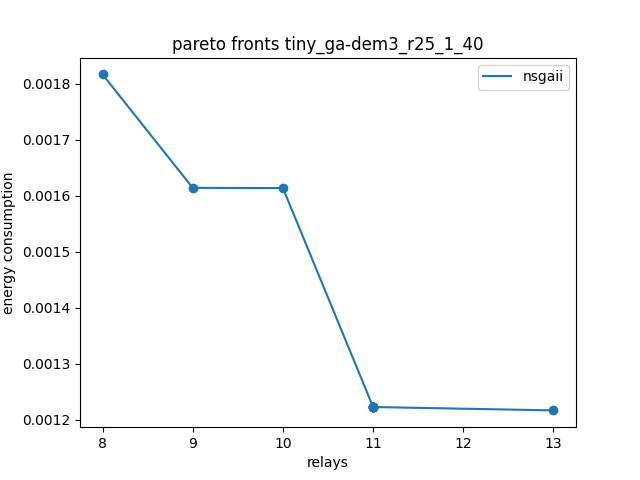 pareto fronts tiny_ga-dem3_r25_1_40
nsgaii
0.0018
0.0017
0.0016
0.0015
0.0014
0.0013
0.0012
energy consumption
8 9 10 11 12 13
relays